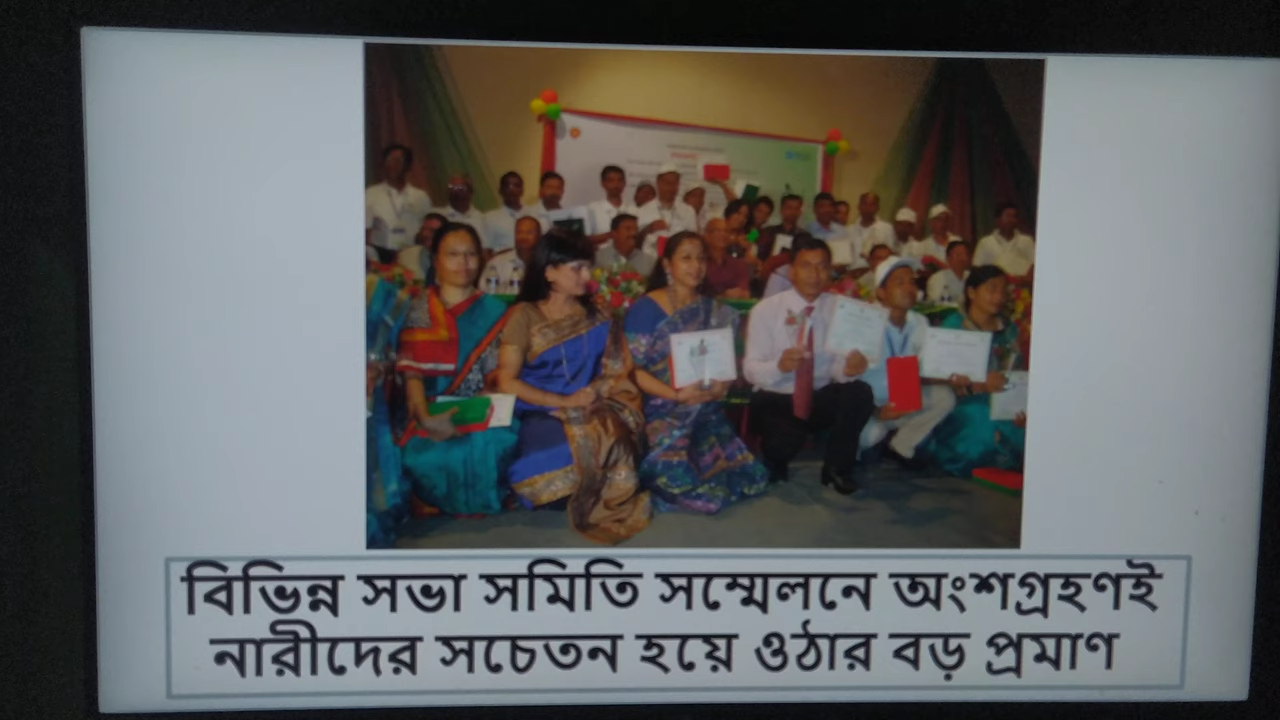 বিভিন্ন সভা সমিতি সম্মেলনে অংশগ্রহণই
নারীদের সচেতন হয়ে ওঠার বড় প্রমাণ